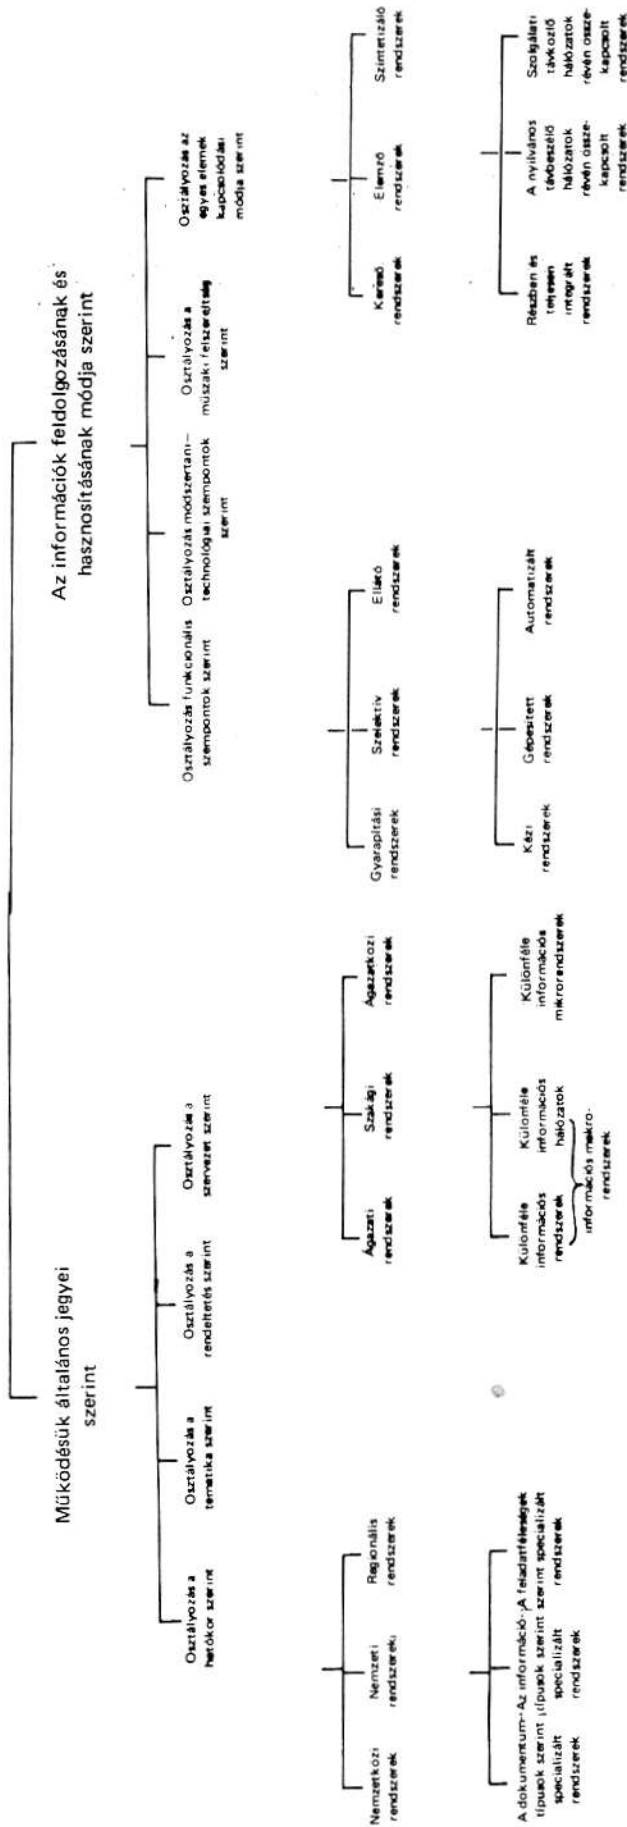 Működésük általános jegyei
szerint
Az információk feldolgozásának és
hasznosításának módja szerint
Osztályozás a
hatókör szerint
Osztályozás a
tematika szerint
Osztályozás a
rendeltetés szerint
Osztályozás a
szervezet szerint
Osztályozás funkcionális
szempontok szerint
Osztályozás módszertani–
technológiai szempontok
szerint
Osztályozás a
műszaki felszereltség
szerint
Osztályozás az
egyes elemek
kapcsolódási
módja szerint
Nemzetközi
rendszerek
Nemzeti
rendszerek
Regionális
rendszerek
Ágazati
rendszerek
Szakági
rendszerek
Ágazatközi
rendszerek
Gyarapítási
rendszerek
Szelektív
rendszerek
Ellátó
rendszerek
Kereső
rendszerek
Elemző
rendszerek
Szintetizáló
rendszerek
A dokumentum-
típusok szerint
specializált
rendszerek
Az információ-
típusok szerint
specializált
rendszerek
A feladatféleségek
szerint specializált
rendszerek
Különféle
információs
rendszerek
Különféle
információs
hálózatok
információs makro-
rendszerek
Különféle
információs
mikrorendszerek
Kézi
rendszerek
Gépesített
rendszerek
Automatizált
rendszerek
Részben és
teljesen
integrált
rendszerek
A nyilvános
távbeszélő
hálózatok
révén össze-
kapcsolt
rendszerek
Szolgálati
távközlő
hálózatok
révén össze-
kapcsolt
rendszerek